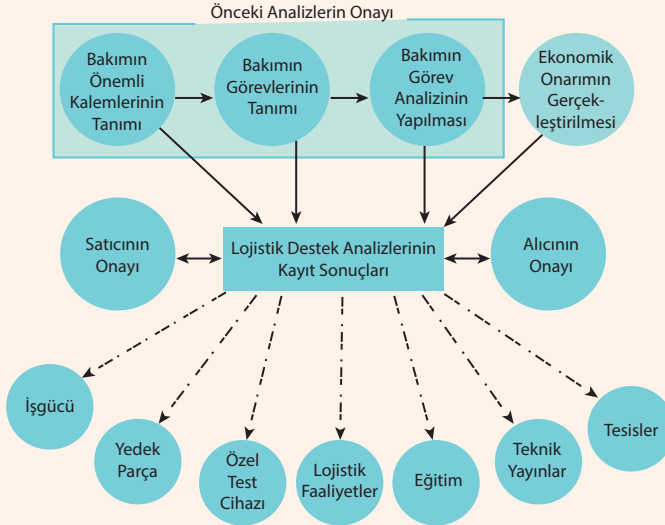 Önceki Analizlerin Onayı
Bakımın
Önemli
Kalemlerinin
Tanımı
Bakımın
Görevlerinin
Tanımı
Bakımın
Görev
Analizinin
Yapılması
Ekonomik
Onarımın
Gerçek-
leştirilmesi
Satıcının
Onayı
Lojistik Destek Analizlerinin
Kayıt Sonuçları
Alıcının
Onayı
İşgücü
Yedek
Parça
Özel
Test
Cihazı
Lojistik
Faaliyetler
Eğitim
Teknik
Yayınlar
Tesisler